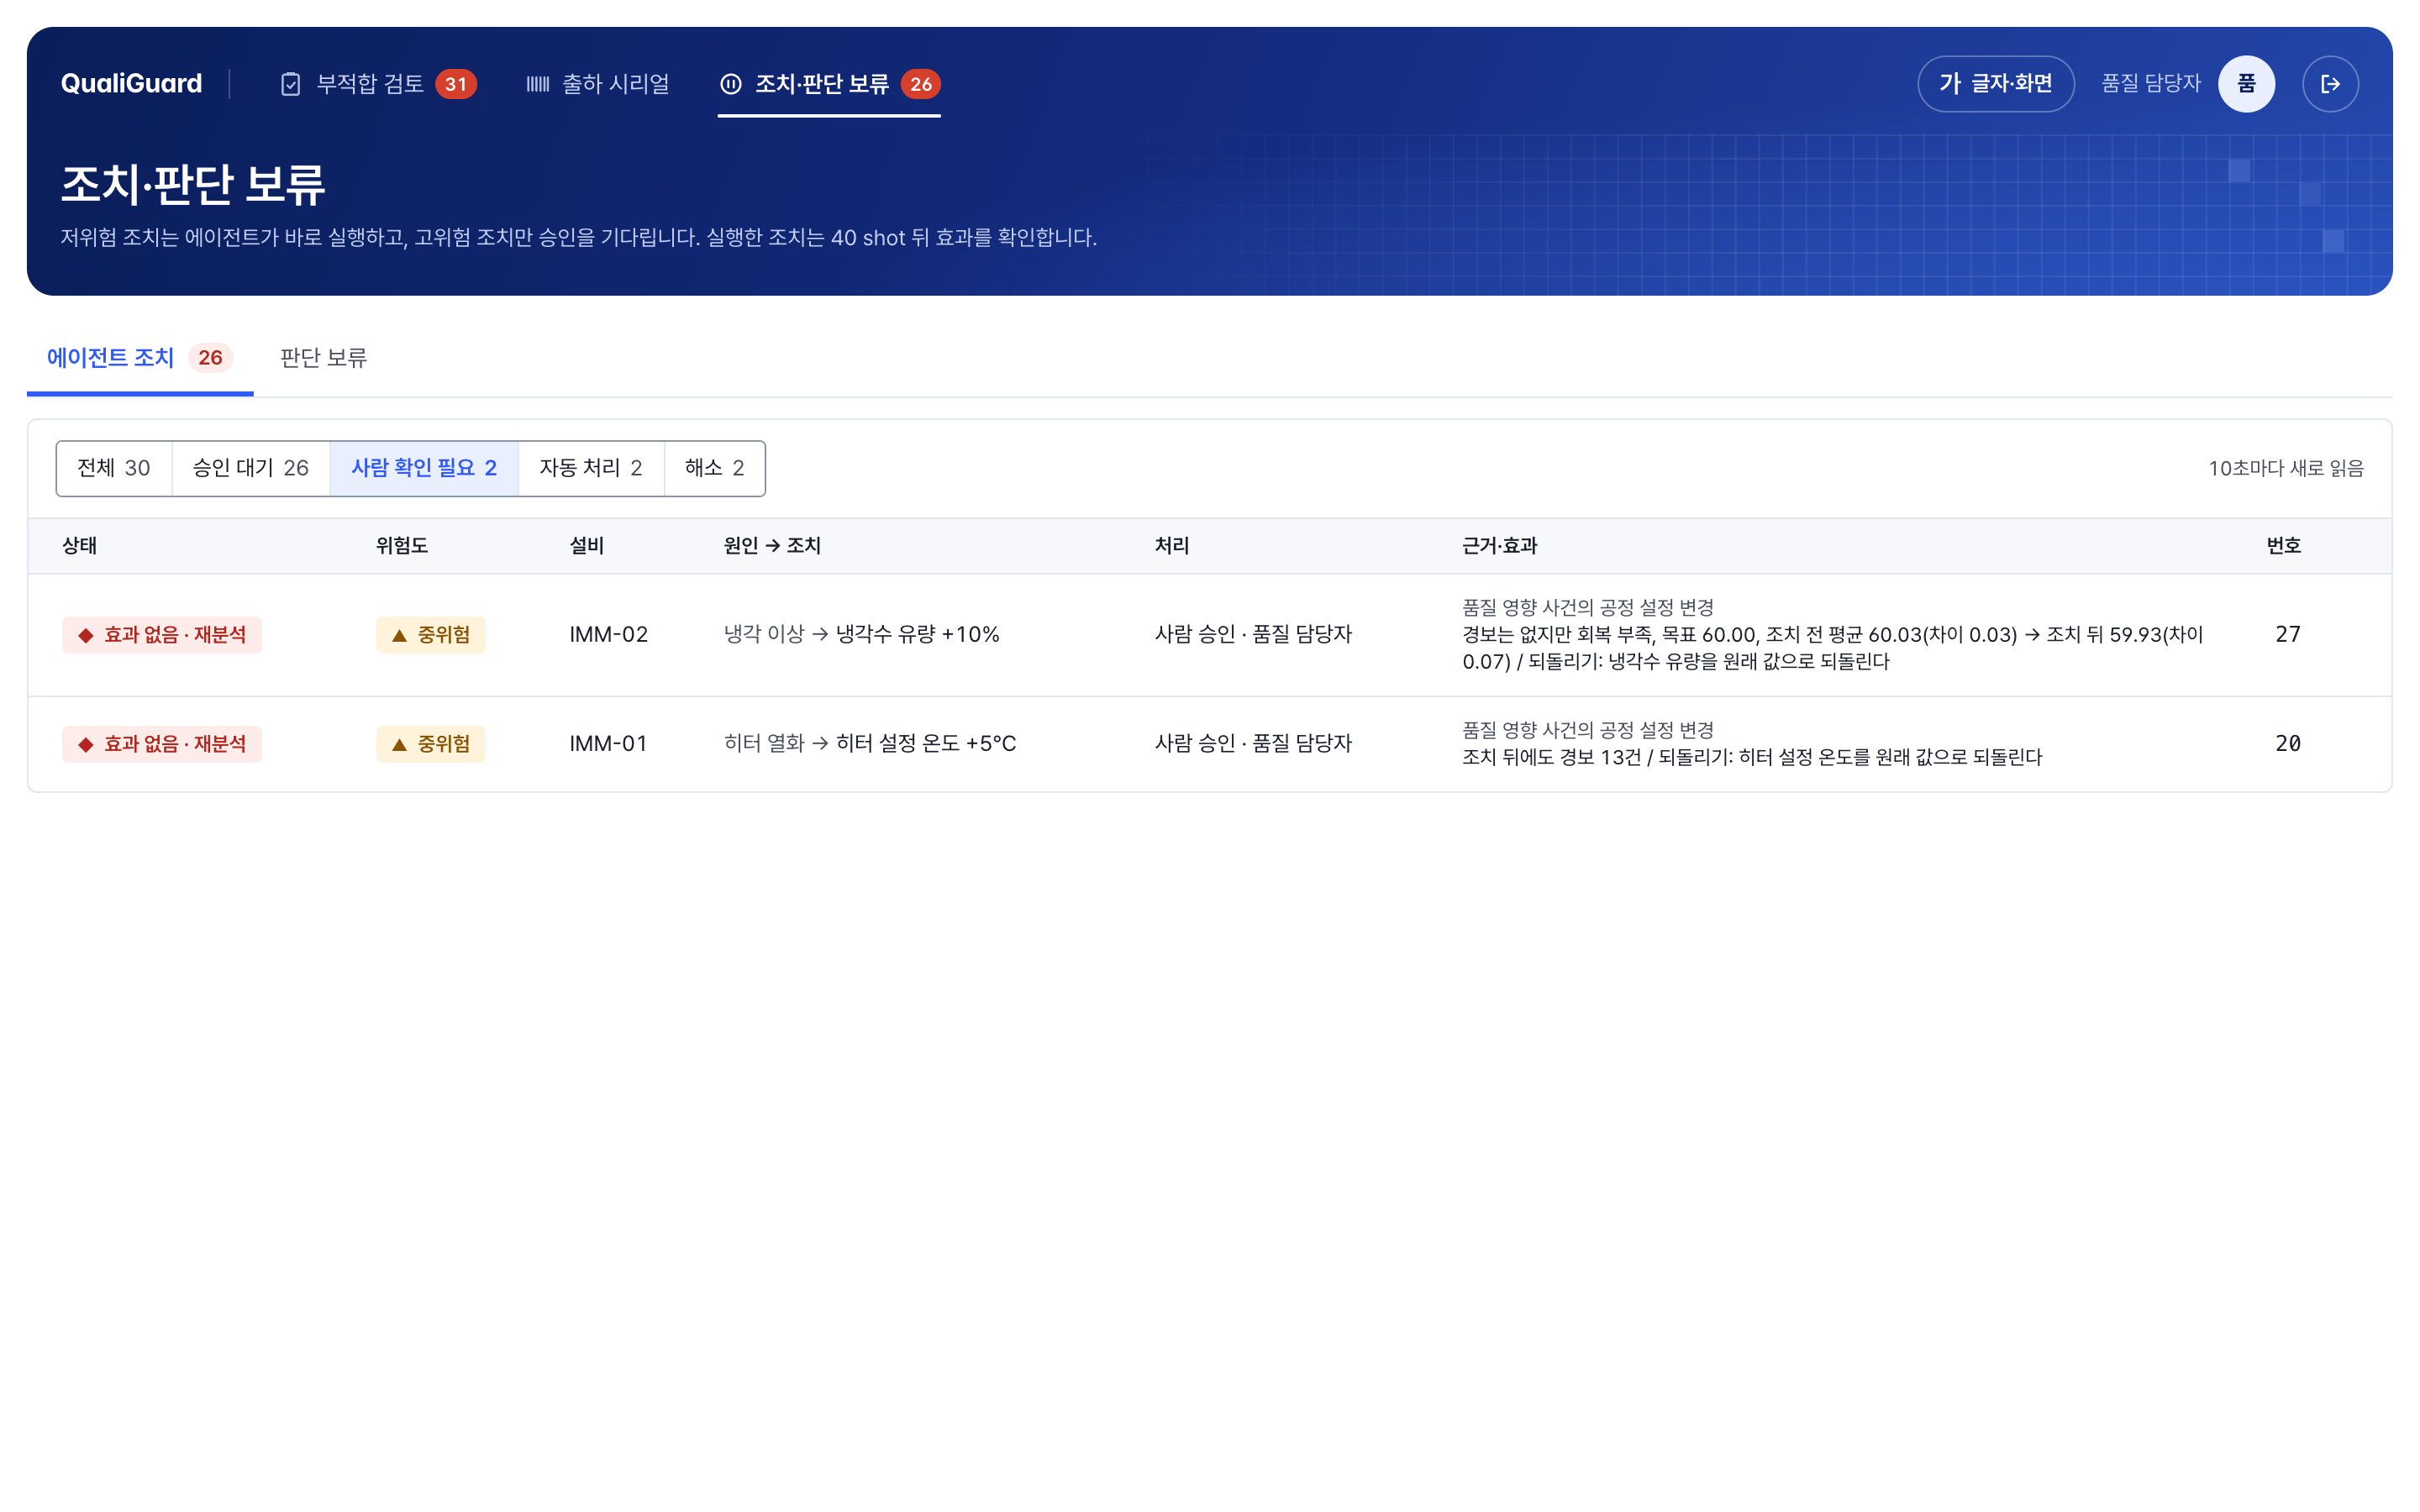 QualiGuard
부적합 검토 31
출하 시리얼
조치·판단 보류 26
가 글자·화면
품질 담당자
품
조치·판단 보류
저위험 조치는 에이전트가 바로 실행하고, 고위험 조치만 승인을 기다립니다. 실행한 조치는 40 shot 뒤 효과를 확인합니다.
에이전트 조치 26
판단 보류
전체 30
승인 대기 26
사람 확인 필요 2
자동 처리 2
해소 2
10초마다 새로 읽음
상태
위험도
설비
원인 → 조치
처리
근거·효과
번호
◆ 효과 없음 · 재분석
▲ 중위험
IMM-02
냉각 이상 → 냉각수 유량 +10%
사람 승인 · 품질 담당자
품질 영향 사건의 공정 설정 변경
경보는 없지만 회복 부족, 목표 60.00, 조치 전 평균 60.03(차이 0.03) → 조치 뒤 59.93(차이
0.07) / 되돌리기: 냉각수 유량을 원래 값으로 되돌린다
27
◆ 효과 없음 · 재분석
▲ 중위험
IMM-01
히터 열화 → 히터 설정 온도 +5°C
사람 승인 · 품질 담당자
품질 영향 사건의 공정 설정 변경
조치 뒤에도 경보 13건 / 되돌리기: 히터 설정 온도를 원래 값으로 되돌린다
20